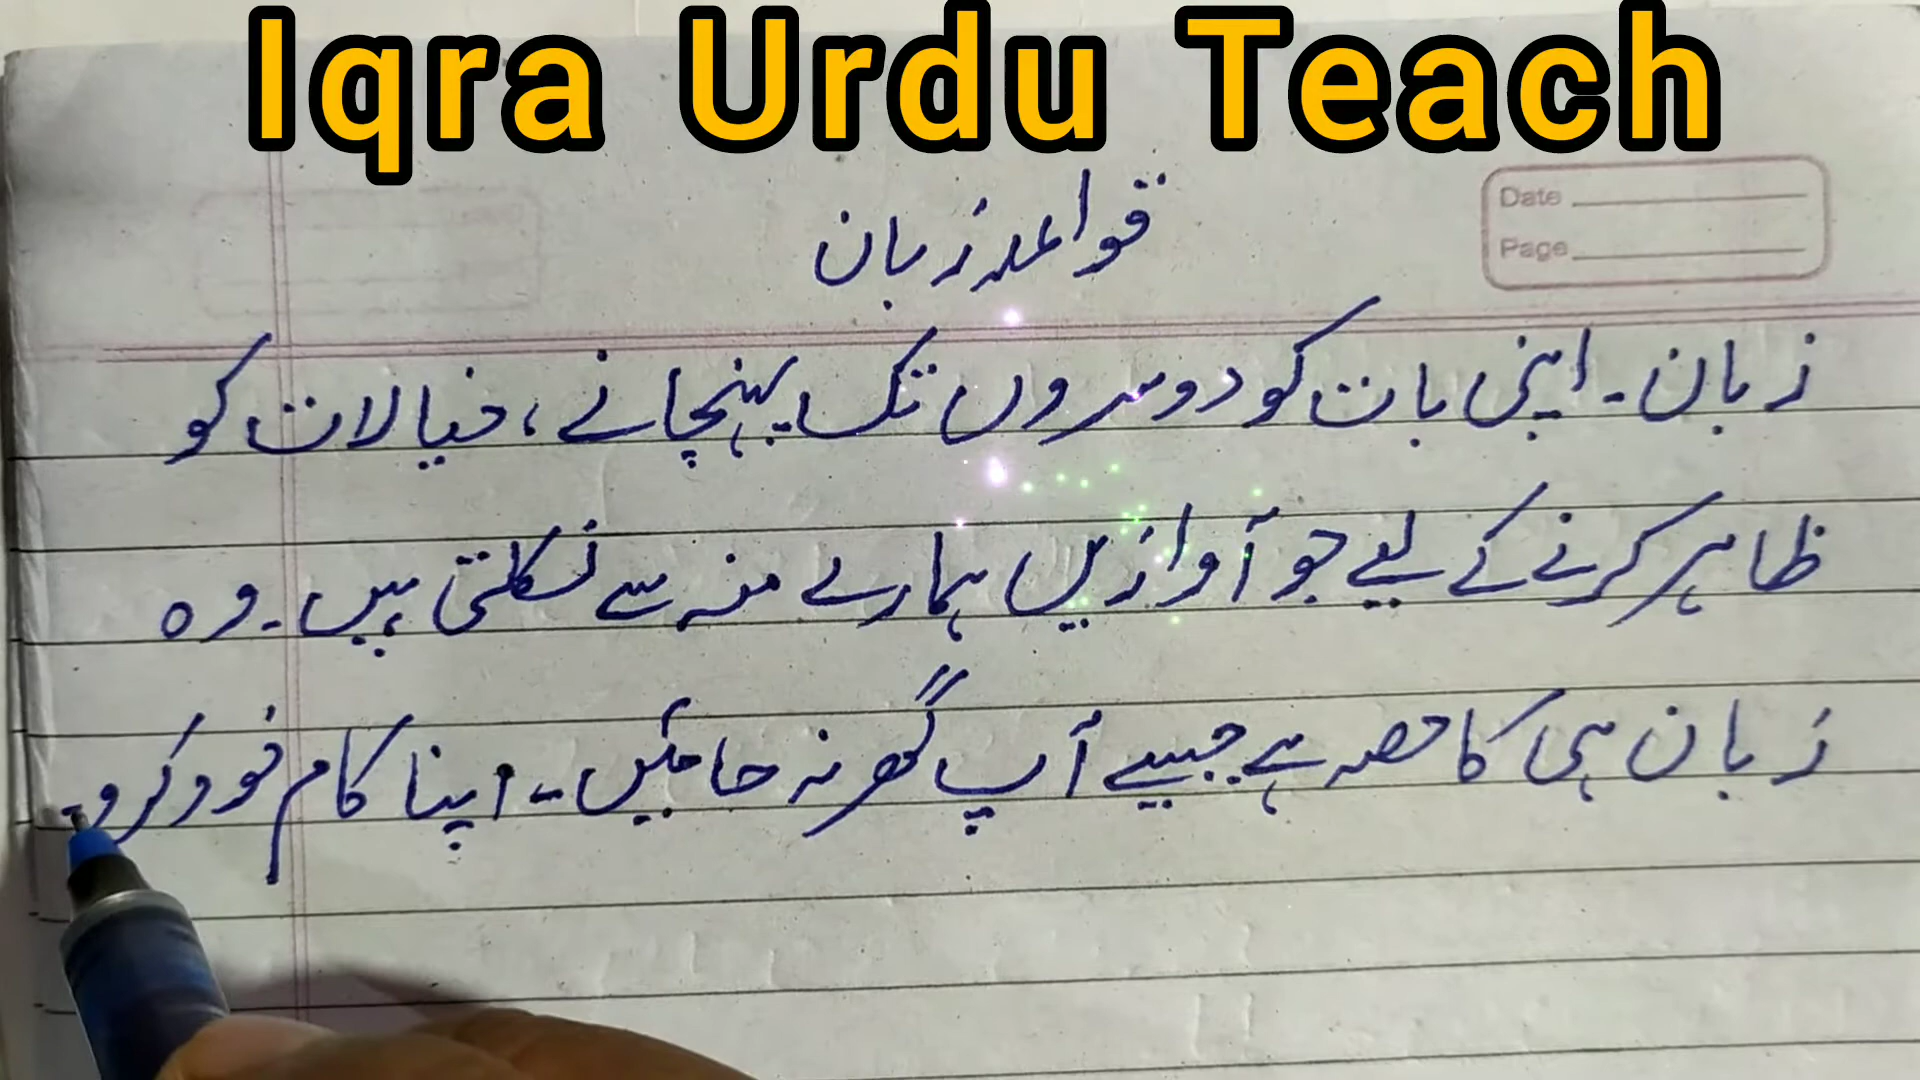 Iqra Urdu Teach
قواعد زبان
Date
Page
زبان۔ اپنی بات کو دوسروں تک پہنچانے، خیالات کو
ظاہر کرنے کے لیے جو آوازیں ہمارے منہ سے نکلتی ہیں۔ وہ
زبان ہی کا حصہ ہے جیسے آپ گھر نہ جائیں۔ اپنا کام خود کرو۔